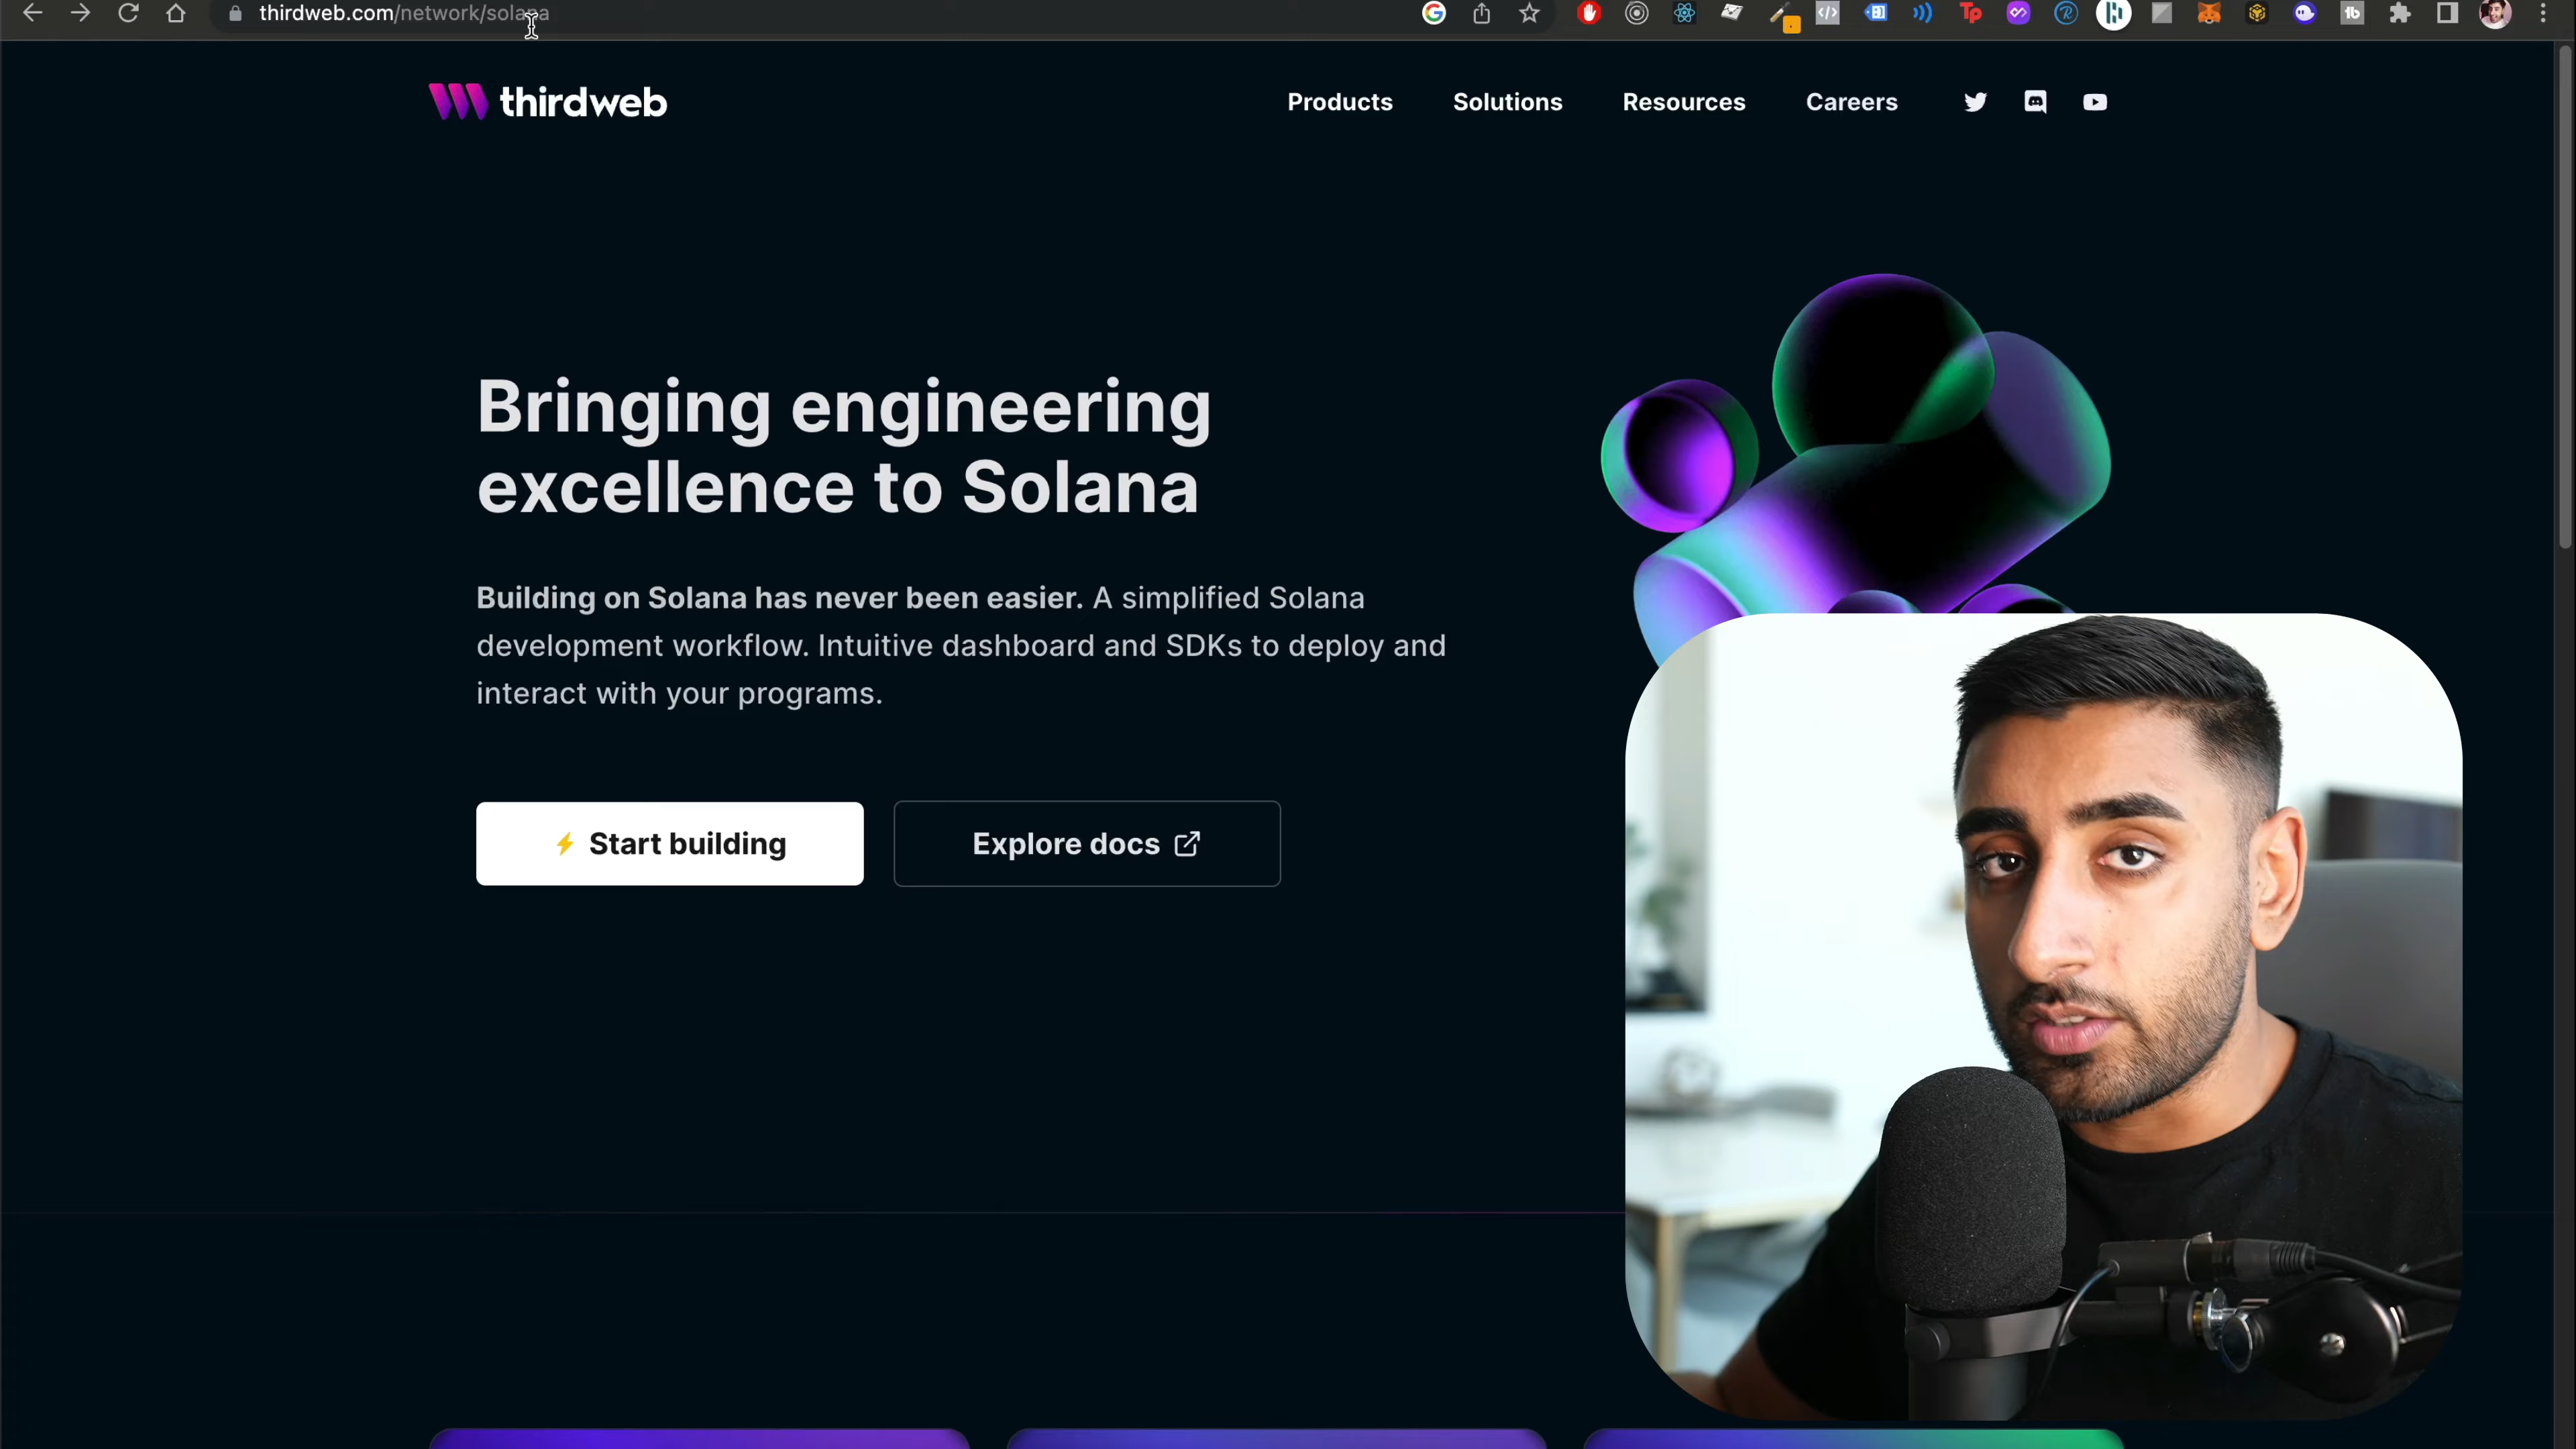 thirdweb.com/network/solana
thirdweb
Products Solutions Resources Careers
Bringing engineering
excellence to Solana
Building on Solana has never been easier. A simplified Solana
development workflow. Intuitive dashboard and SDKs to deploy and
interact with your programs.
Start building
Explore docs